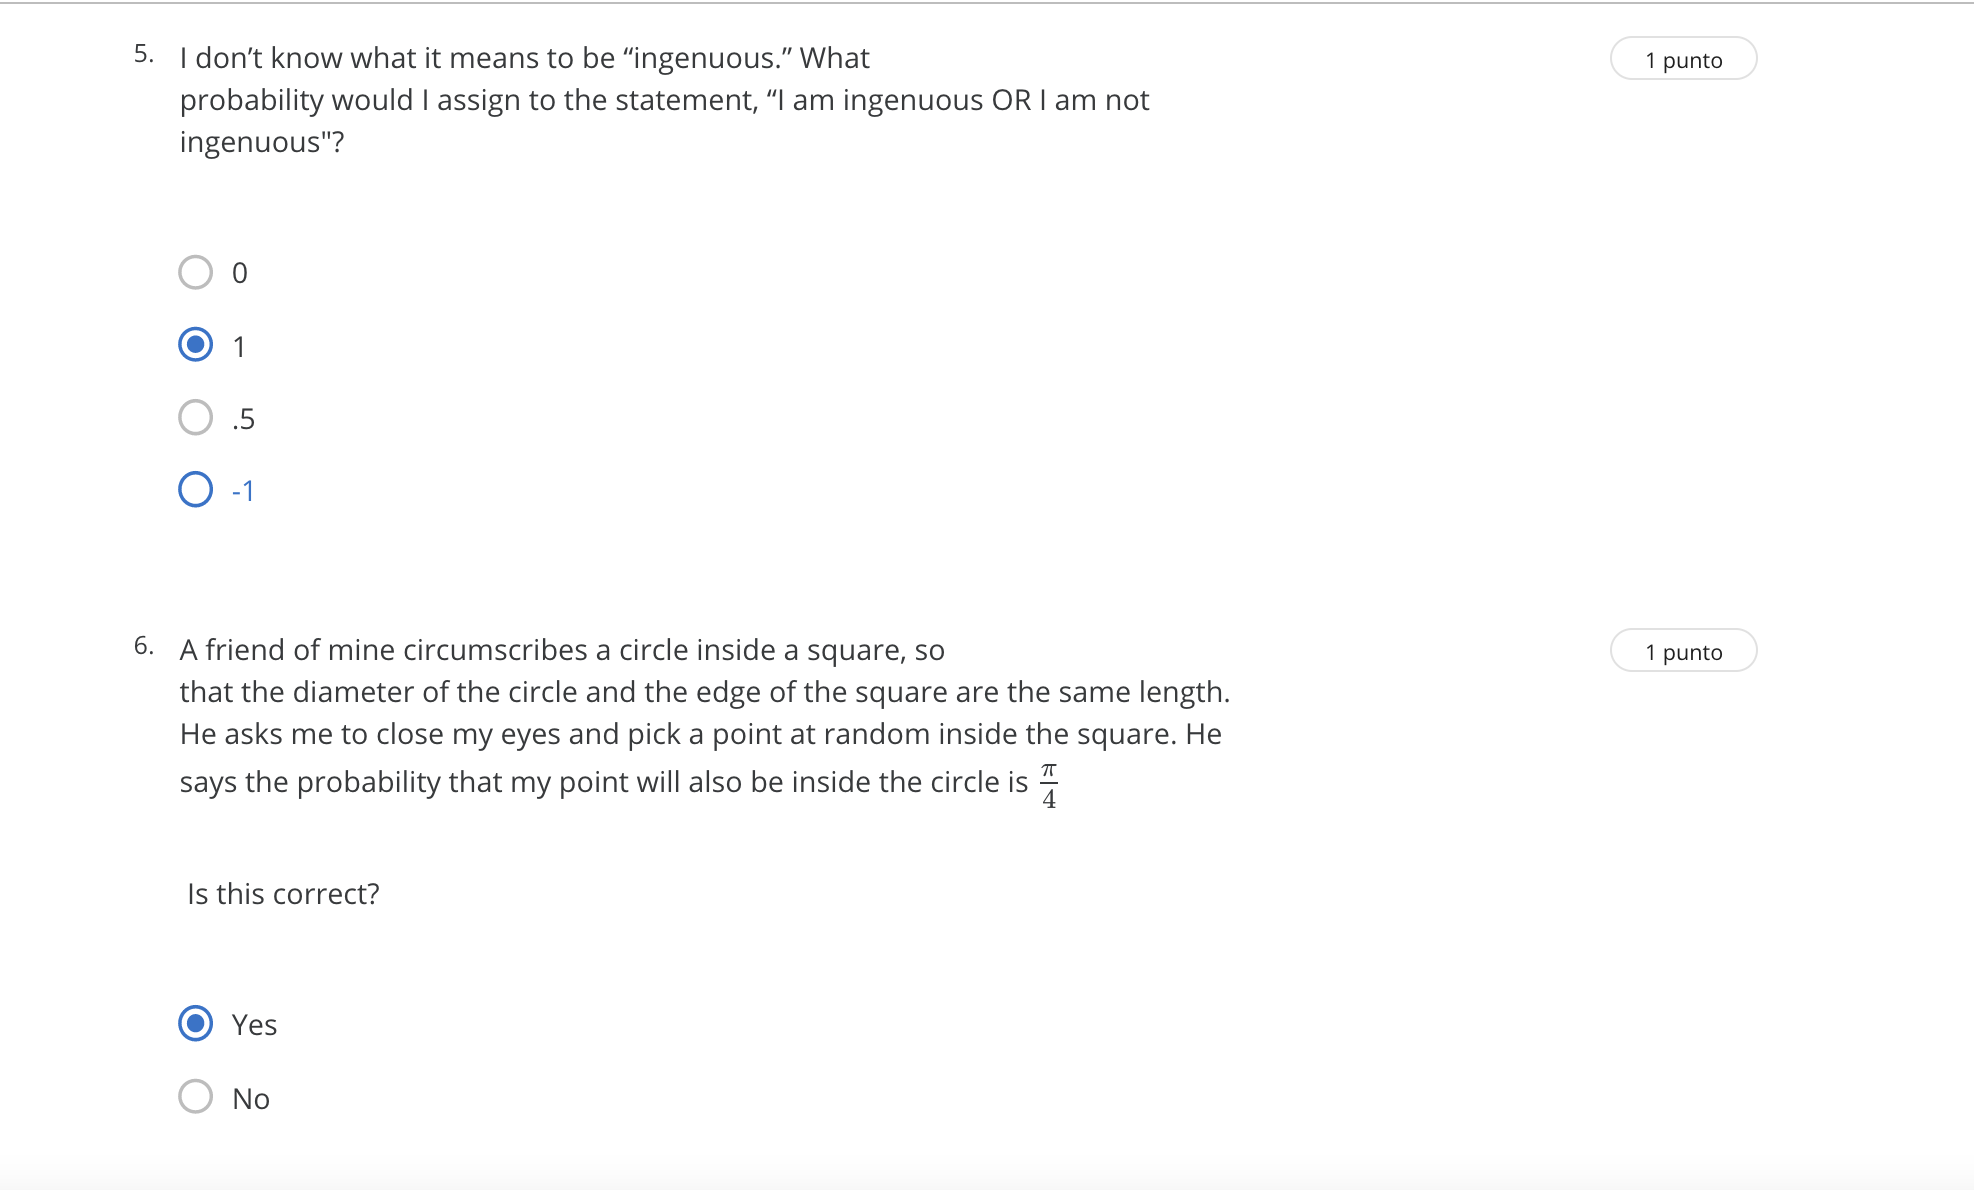 5. I don’t know what it means to be “ingenuous.” What
1 punto
probability would I assign to the statement, “I am ingenuous OR I am not
ingenuous"?
0
1
.5
-1
6. A friend of mine circumscribes a circle inside a square, so
1 punto
that the diameter of the circle and the edge of the square are the same length.
He asks me to close my eyes and pick a point at random inside the square. He
says the probability that my point will also be inside the circle is π/4
Is this correct?
Yes
No